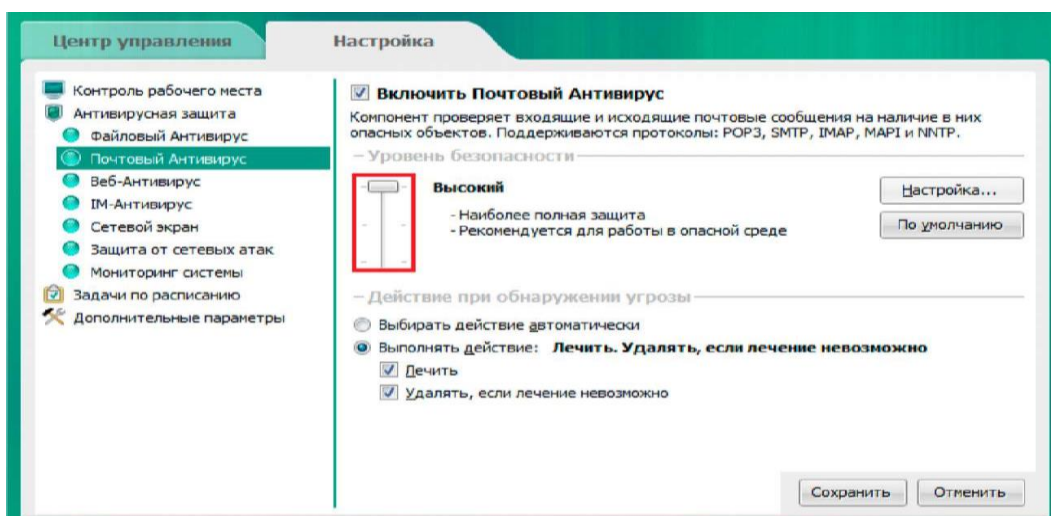 Центр управления
Настройка
Контроль рабочего места
Антивирусная защита
Файловый Антивирус
Почтовый Антивирус
Веб-Антивирус
IM-Антивирус
Сетевой экран
Защита от сетевых атак
Мониторинг системы
Задачи по расписанию
Дополнительные параметры
Включить Почтовый Антивирус
Компонент проверяет входящие и исходящие почтовые сообщения на наличие в них
опасных объектов. Поддерживаются протоколы: POP3, SMTP, IMAP, MAPI и NNTP.
Уровень безопасности
Высокий
- Наиболее полная защита
- Рекомендуется для работы в опасной среде
Настройка...
По умолчанию
Действие при обнаружении угрозы
Выбирать действие автоматически
Выполнять действие: Лечить. Удалять, если лечение невозможно
Лечить
Удалять, если лечение невозможно
Сохранить
Отменить